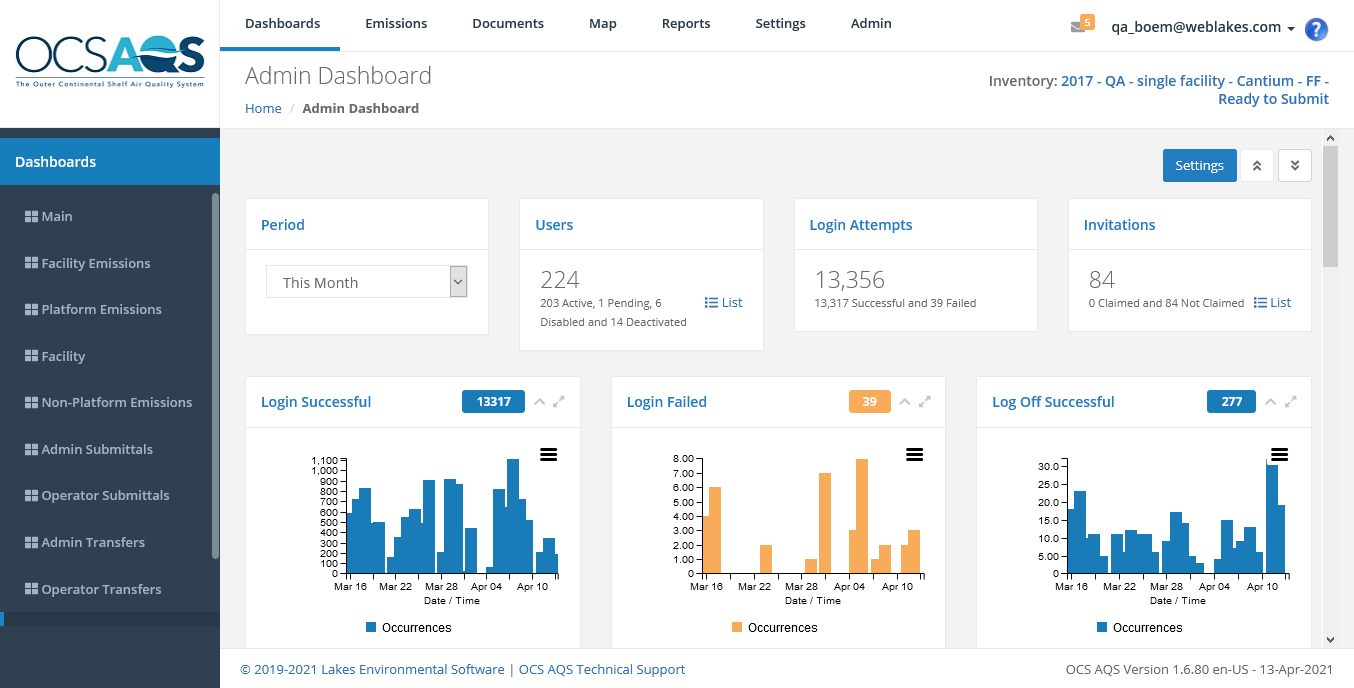 OCSAQS
The Outer Continental Shelf Air Quality System
Dashboards
Emissions
Documents
Map
Reports
Settings
Admin
5
qa_boem@weblakes.com
?
Admin Dashboard
Home / Admin Dashboard
Inventory: 2017 - QA - single facility - Cantium - FF -
Ready to Submit
Dashboards
Main
Facility Emissions
Platform Emissions
Facility
Non-Platform Emissions
Admin Submittals
Operator Submittals
Admin Transfers
Operator Transfers
Settings
Period
This Month
Users
224
203 Active, 1 Pending, 6
Disabled and 14 Deactivated
List
Login Attempts
13,356
13,317 Successful and 39 Failed
Invitations
84
0 Claimed and 84 Not Claimed
List
Login Successful
13317
1,100
1,000
900
800
700
600
500
400
300
200
100
0
Mar 16 Mar 22 Mar 28 Apr 04 Apr 10
Date / Time
Occurrences
Login Failed
39
8.00
7.00
6.00
5.00
4.00
3.00
2.00
1.00
0
Mar 16 Mar 22 Mar 28 Apr 04 Apr 10
Date / Time
Occurrences
Log Off Successful
277
30.0
25.0
20.0
15.0
10.0
5.00
0
Mar 16 Mar 22 Mar 28 Apr 04 Apr 10
Date / Time
Occurrences
© 2019-2021 Lakes Environmental Software | OCS AQS Technical Support
OCS AQS Version 1.6.80 en-US - 13-Apr-2021